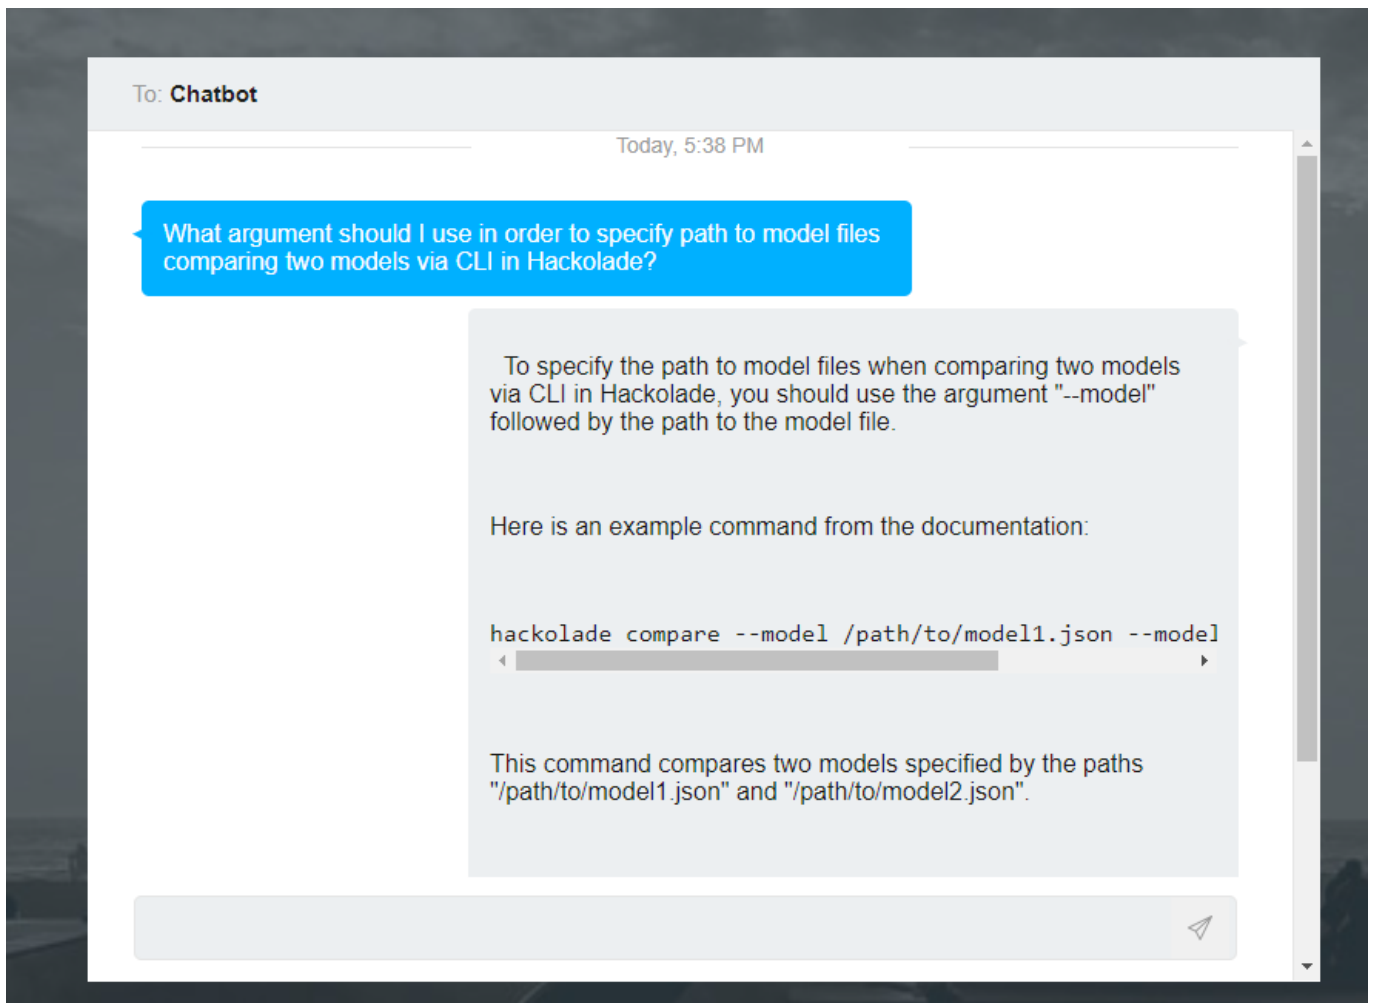 To: Chatbot
Today, 5:38 PM
What argument should I use in order to specify path to model files
comparing two models via CLI in Hackolade?
To specify the path to model files when comparing two models
via CLI in Hackolade, you should use the argument "--model"
followed by the path to the model file.
Here is an example command from the documentation:
hackolade compare --model /path/to/model1.json --model
This command compares two models specified by the paths
"/path/to/model1.json" and "/path/to/model2.json".